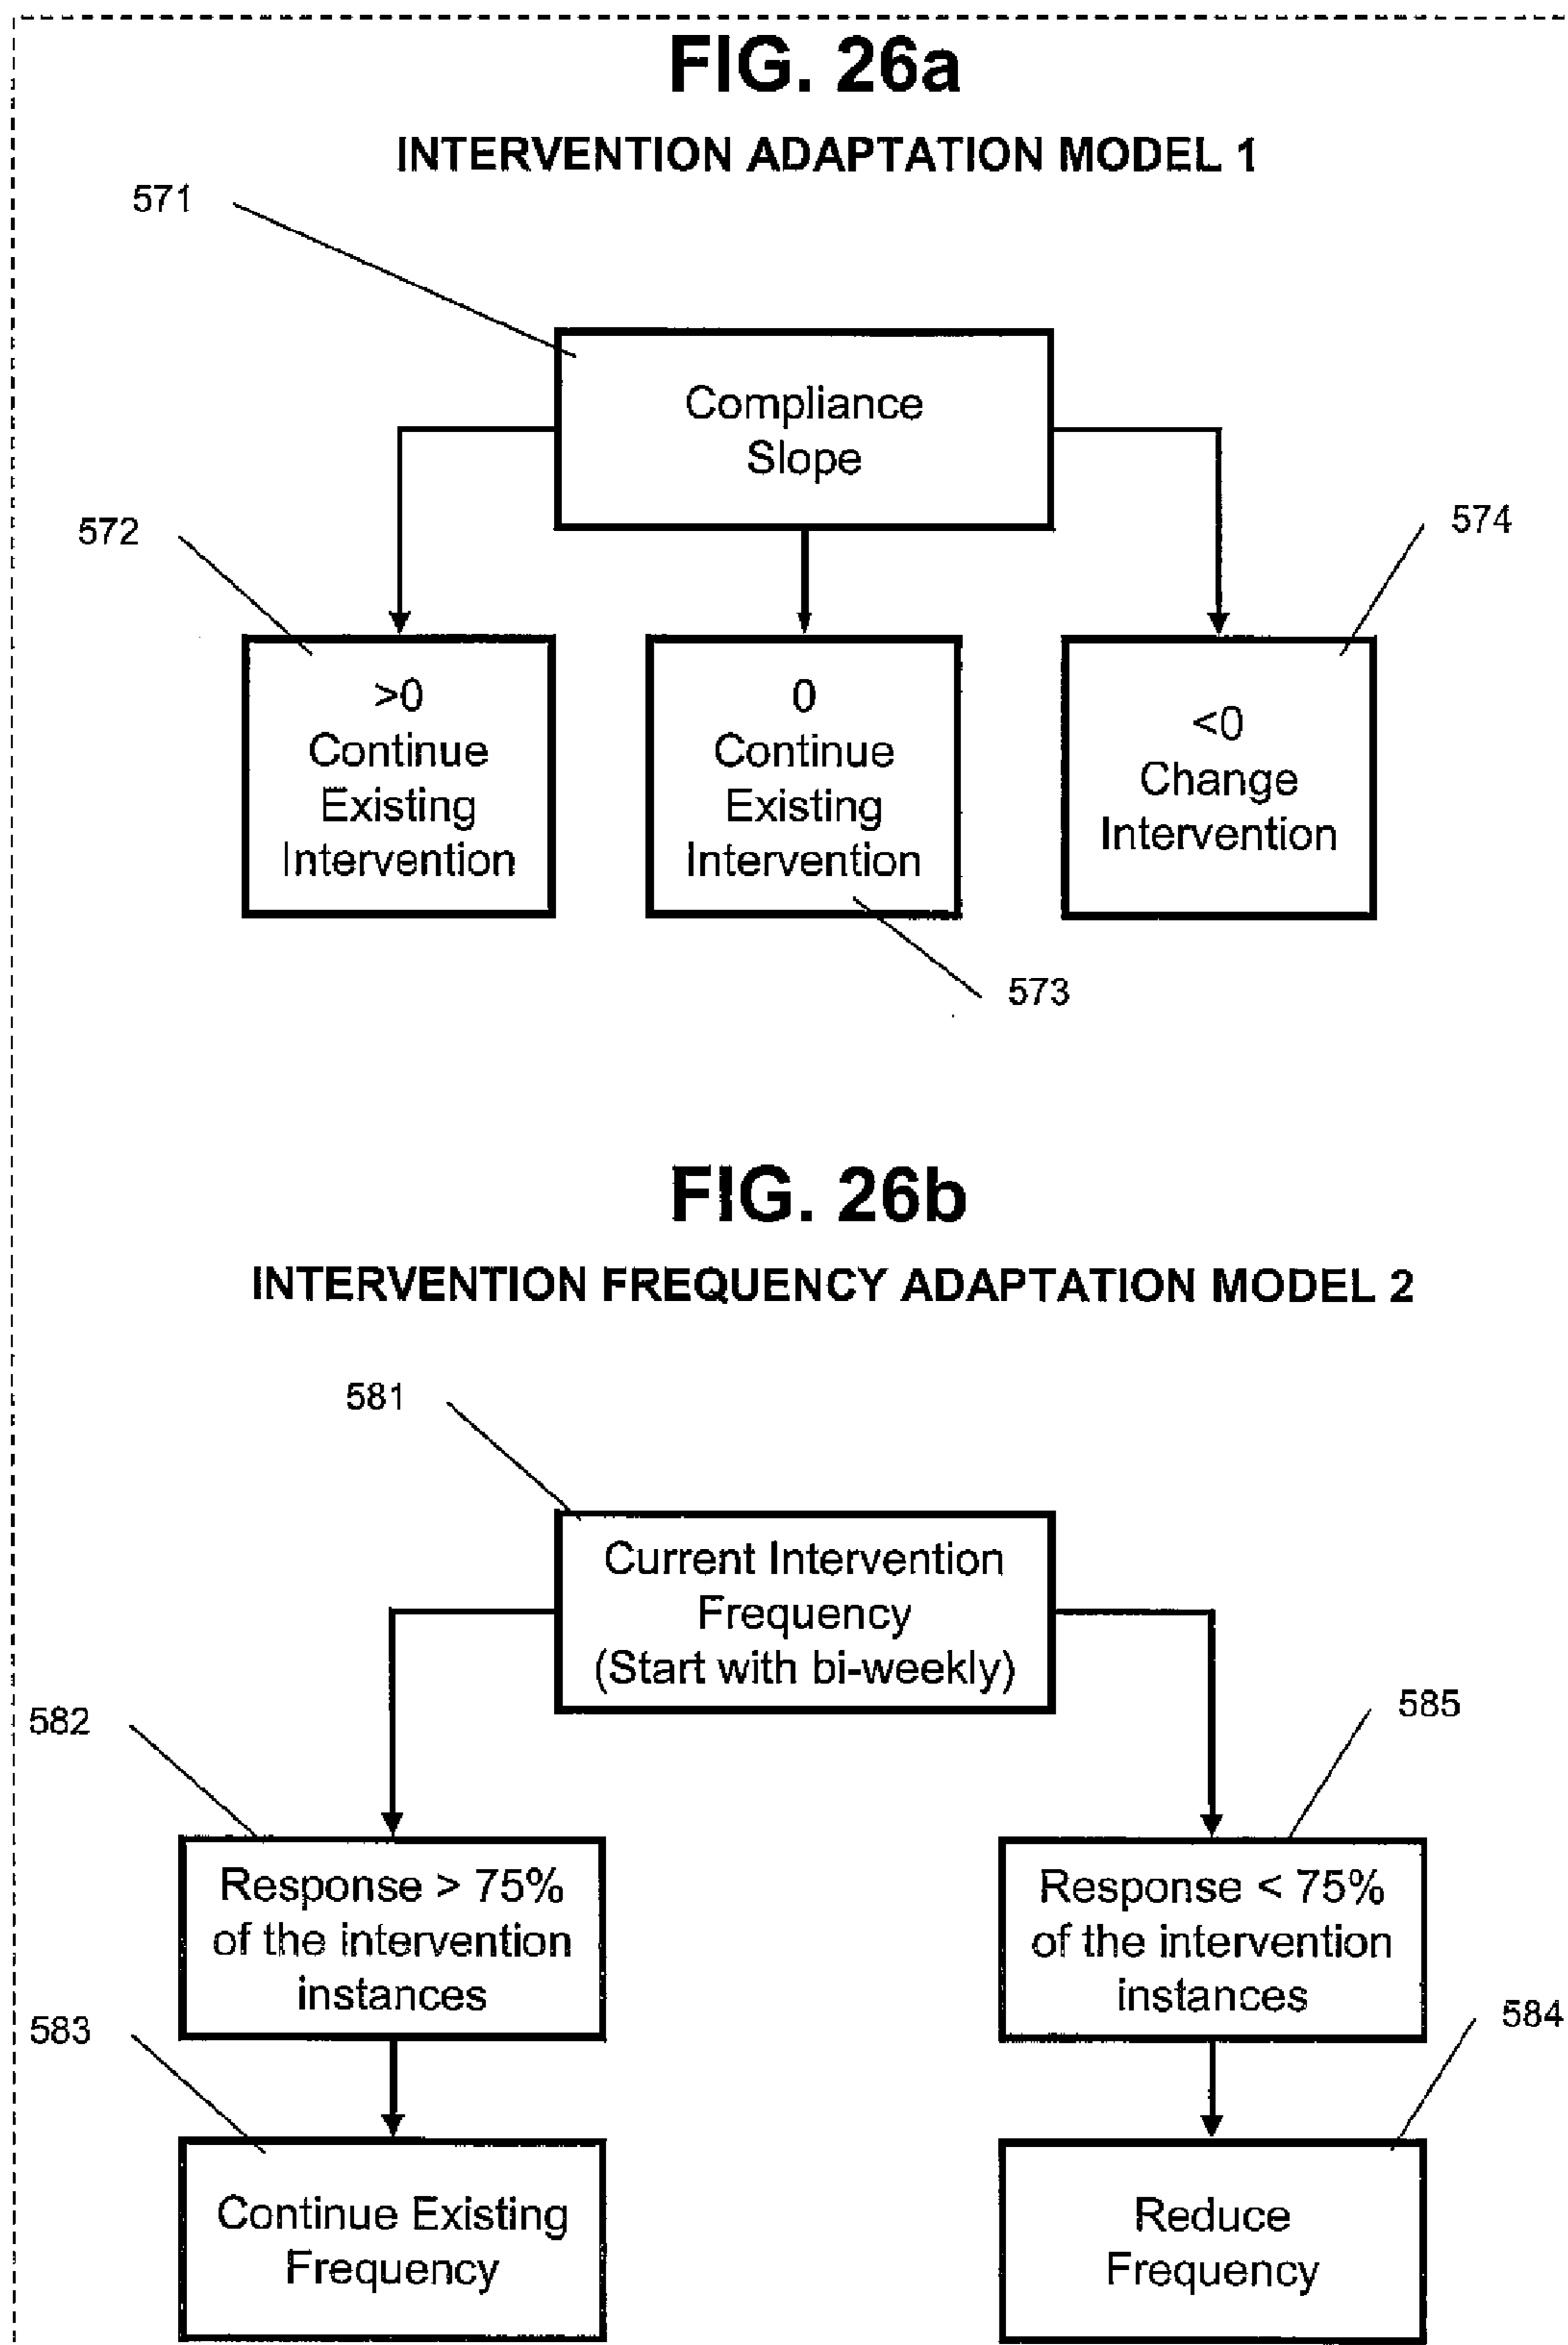 FIG. 26a
INTERVENTION ADAPTATION MODEL 1
571
Compliance
Slope
572
574
>0
Continue
Existing
Intervention
0
Continue
Existing
Intervention
<0
Change
Intervention
573
FIG. 26b
INTERVENTION FREQUENCY ADAPTATION MODEL 2
581
Current Intervention
Frequency
(Start with bi-weekly)
582
585
Response > 75%
of the intervention
instances
Response < 75%
of the intervention
instances
583
584
Continue Existing
Frequency
Reduce
Frequency